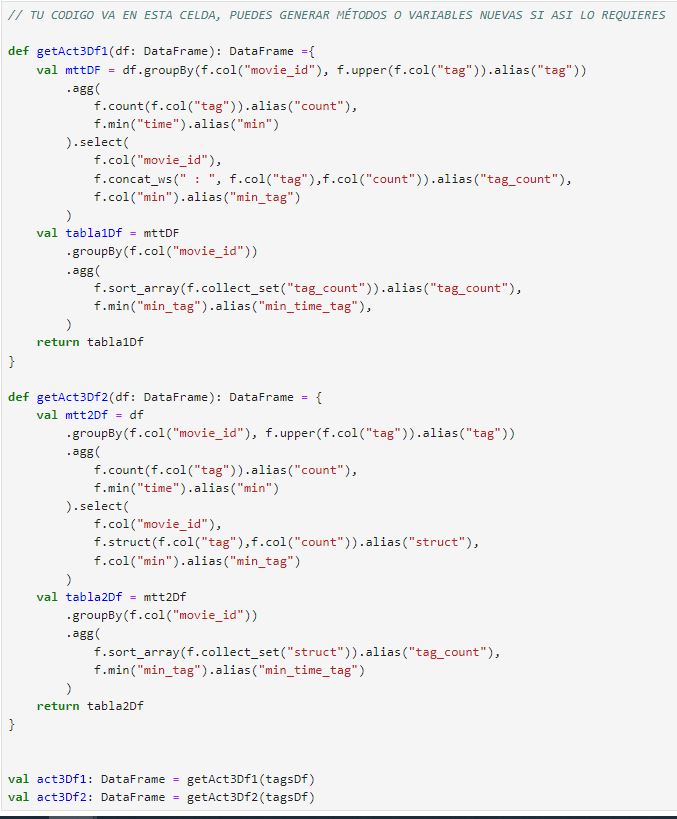 // TU CODIGO VA EN ESTA CELDA, PUEDES GENERAR MÉTODOS O VARIABLES NUEVAS SI ASI LO REQUIERES

def getAct3Df1(df: DataFrame): DataFrame ={
    val mttDF = df.groupBy(f.col("movie_id"), f.upper(f.col("tag")).alias("tag"))
        .agg(
            f.count(f.col("tag")).alias("count"),
            f.min("time").alias("min")
        ).select(
            f.col("movie_id"),
            f.concat_ws(" : ", f.col("tag"),f.col("count")).alias("tag_count"),
            f.col("min").alias("min_tag")
        )
    val tabla1Df = mttDF
        .groupBy(f.col("movie_id"))
        .agg(
            f.sort_array(f.collect_set("tag_count")).alias("tag_count"),
            f.min("min_tag").alias("min_time_tag"),
        )
    return tabla1Df
}

def getAct3Df2(df: DataFrame): DataFrame = {
    val mtt2Df = df
        .groupBy(f.col("movie_id"), f.upper(f.col("tag")).alias("tag"))
        .agg(
            f.count(f.col("tag")).alias("count"),
            f.min("time").alias("min")
        ).select(
            f.col("movie_id"),
            f.struct(f.col("tag"),f.col("count")).alias("struct"),
            f.col("min").alias("min_tag")
        )
    val tabla2Df = mtt2Df
        .groupBy(f.col("movie_id"))
        .agg(
            f.sort_array(f.collect_set("struct")).alias("tag_count"),
            f.min("min_tag").alias("min_time_tag")
        )
    return tabla2Df
}

val act3Df1: DataFrame = getAct3Df1(tagsDf)
val act3Df2: DataFrame = getAct3Df2(tagsDf)